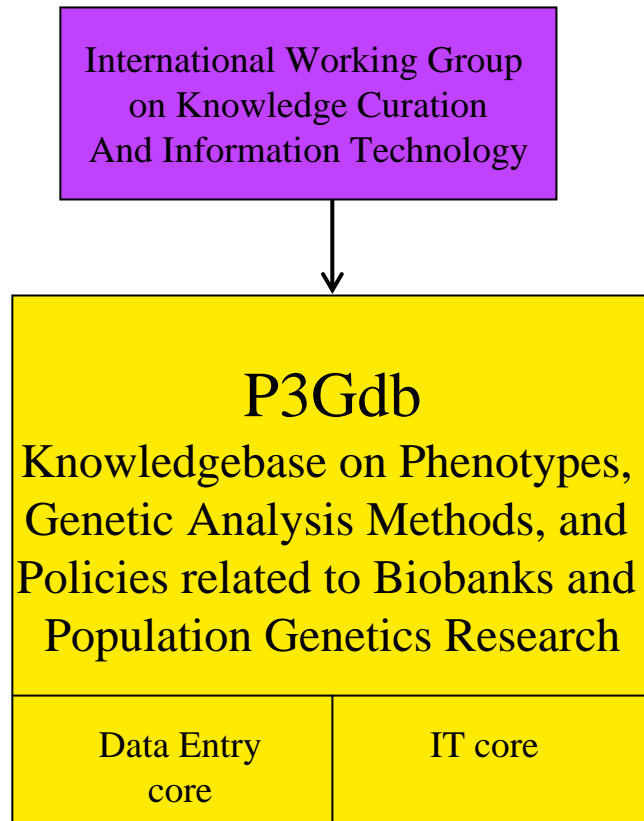 International Working Group
on Knowledge Curation
And Information Technology
P3Gdb
Knowledgebase on Phenotypes,
Genetic Analysis Methods, and
Policies related to Biobanks and
Population Genetics Research
Data Entry
core
IT core